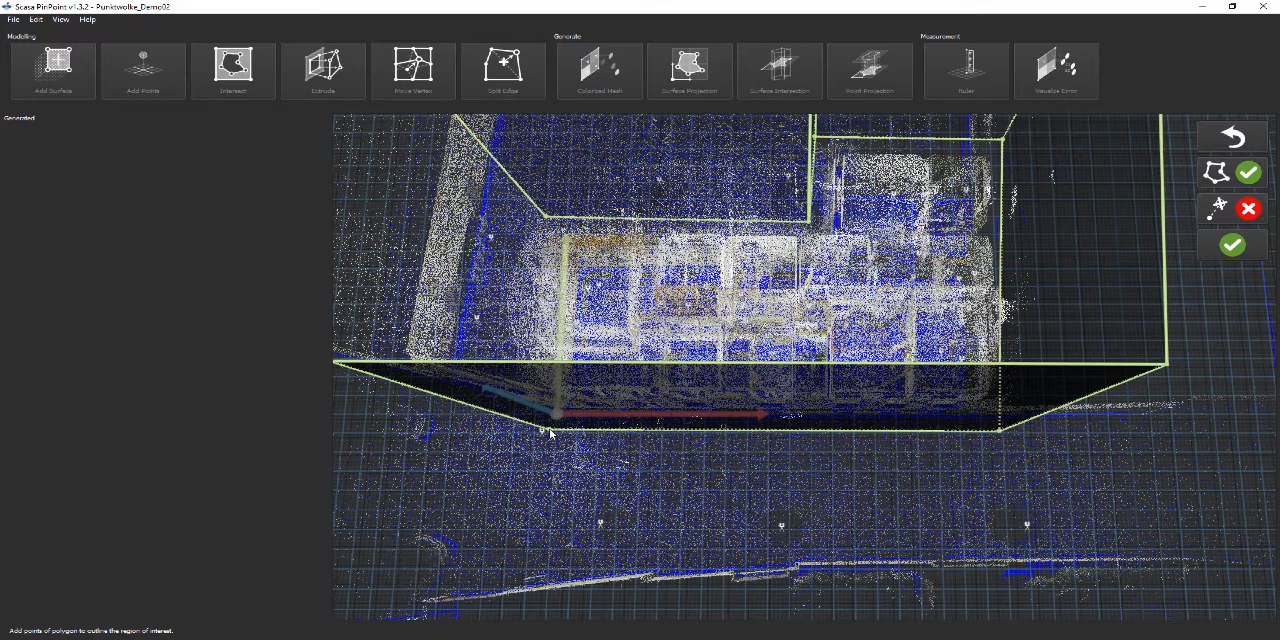 Scasa PinPoint v1.3.2 - Punktwolke_Demo02
File Edit View Help
Modelling
Generate
Measurement
Add Surface
Add Points
Intersect
Extrude
Move Vertex
Split Edge
Colorized Mesh
Surface Projection
Surface Intersection
Point Projection
Ruler
Visualize Error
Generated
Add points of polygon to outline the region of interest.